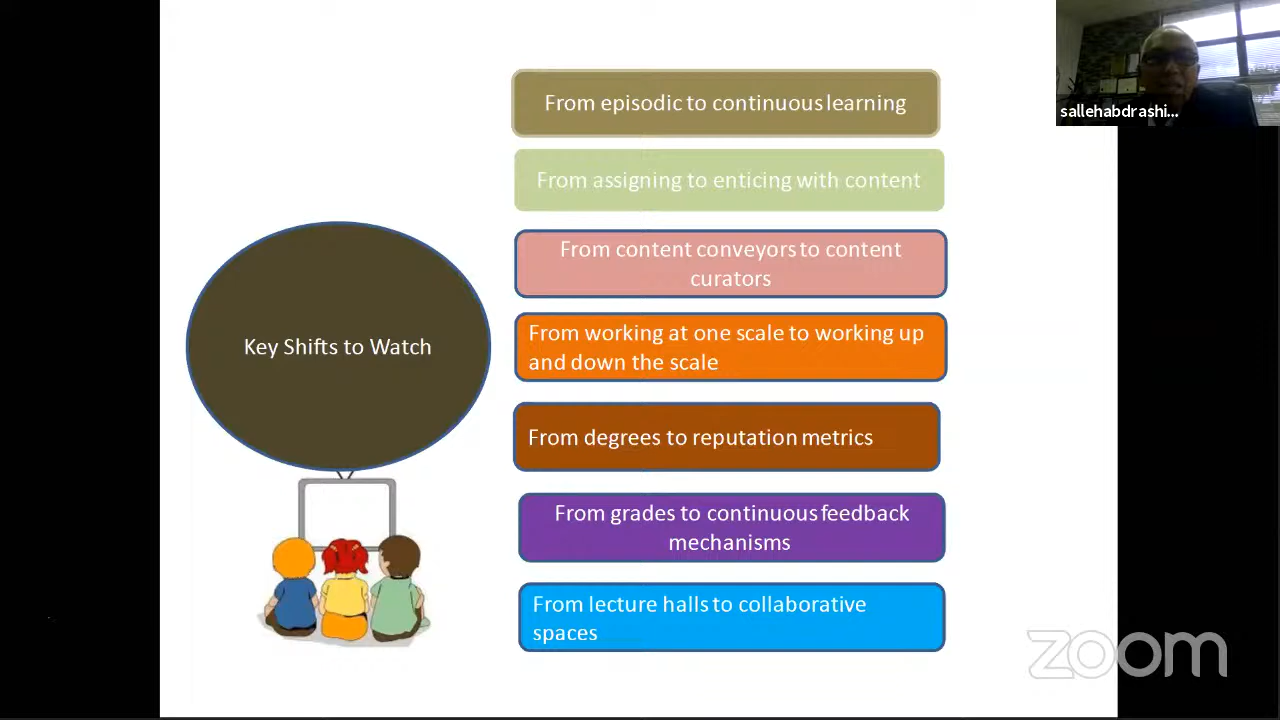 sallehabdrashi...
From episodic to continuous learning
From assigning to enticing with content
From content conveyors to content
curators
Key Shifts to Watch
From working at one scale to working up
and down the scale
From degrees to reputation metrics
From grades to continuous feedback
mechanisms
From lecture halls to collaborative
spaces
zoom